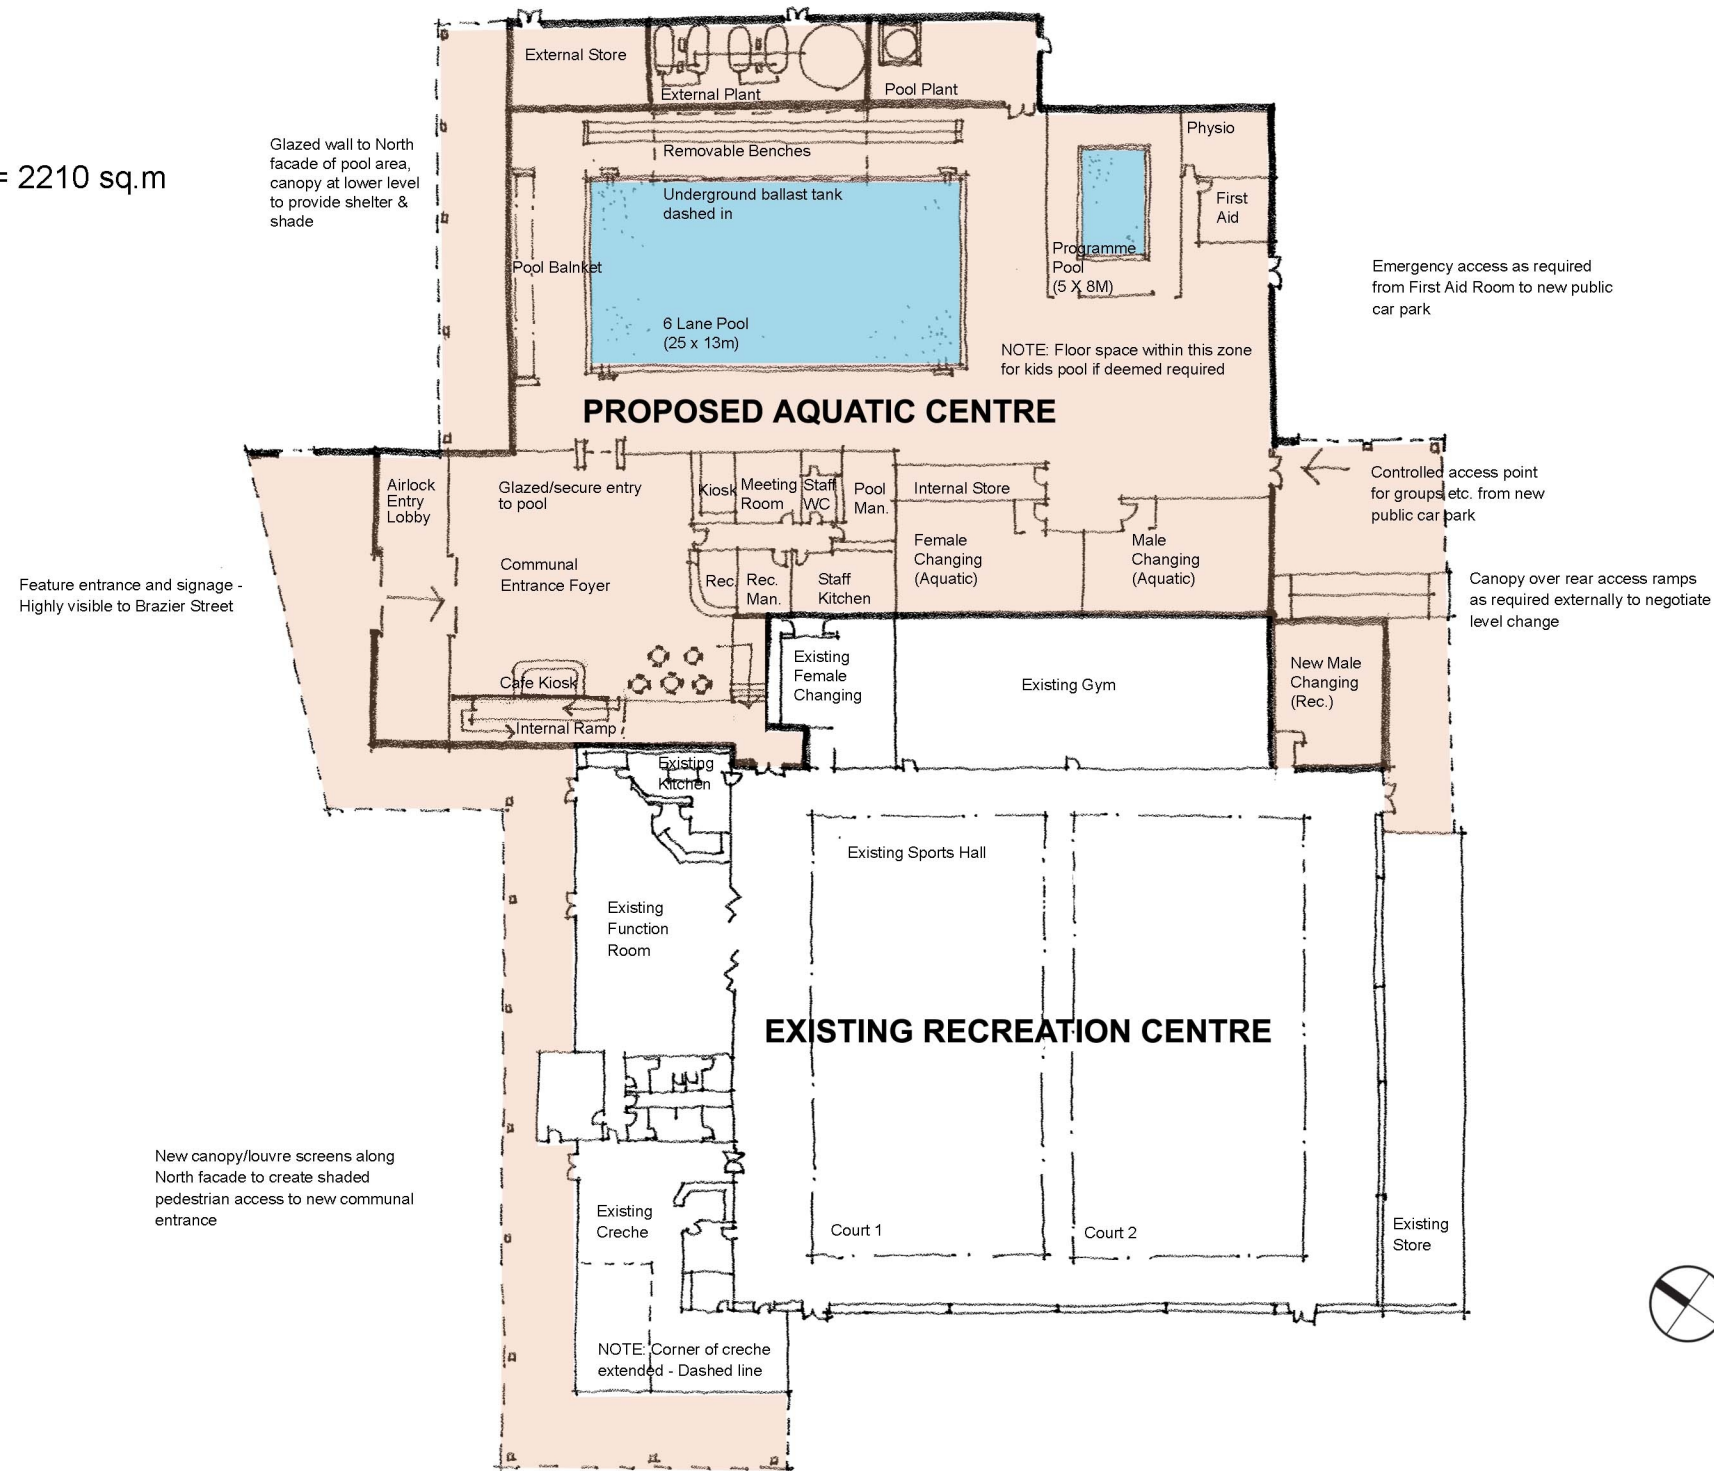 = 2210 sq.m
External Store
External Plant
Pool Plant
Physio
First
Aid
Glazed wall to North
facade of pool area,
canopy at lower level
to provide shelter &
shade
Removable Benches
Underground ballast tank
dashed in
Pool Balnket
6 Lane Pool
(25 x 13m)
Programme
Pool
(5 X 8M)
Emergency access as required
from First Aid Room to new public
car park
NOTE: Floor space within this zone
for kids pool if deemed required
PROPOSED AQUATIC CENTRE
Airlock
Entry
Lobby
Glazed/secure entry
to pool
Kiosk
Meeting
Room
Staff
WC
Pool
Man.
Internal Store
Controlled access point
for groups etc. from new
public car park
Communal
Entrance Foyer
Rec.
Rec.
Man.
Staff
Kitchen
Female
Changing
(Aquatic)
Male
Changing
(Aquatic)
Feature entrance and signage -
Highly visible to Brazier Street
Canopy over rear access ramps
as required externally to negotiate
level change
Cafe Kiosk
Internal Ramp
Existing
Female
Changing
Existing Gym
New Male
Changing
(Rec.)
Existing
Kitchen
Existing Sports Hall
Existing
Function
Room
EXISTING RECREATION CENTRE
New canopy/louvre screens along
North facade to create shaded
pedestrian access to new communal
entrance
Existing
Creche
Court 1
Court 2
Existing
Store
NOTE: Corner of creche
extended - Dashed line